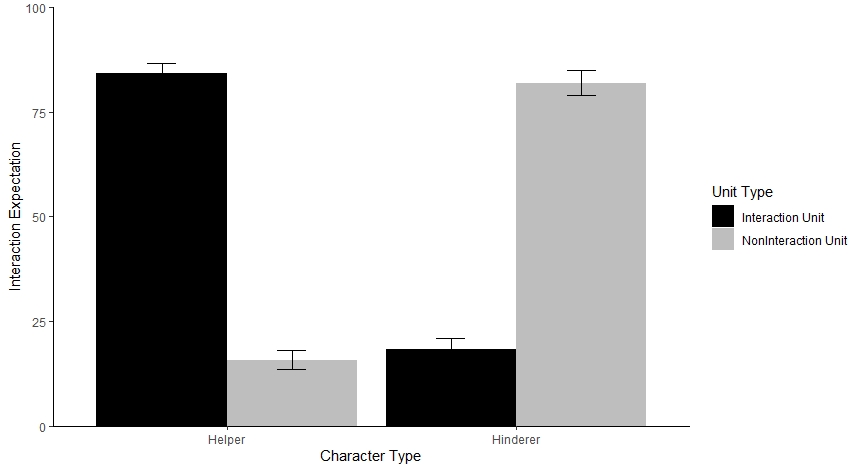 100
75
50
25
0
Interaction Expectation
Helper
Hinderer
Character Type
Unit Type
Interaction Unit
NonInteraction Unit